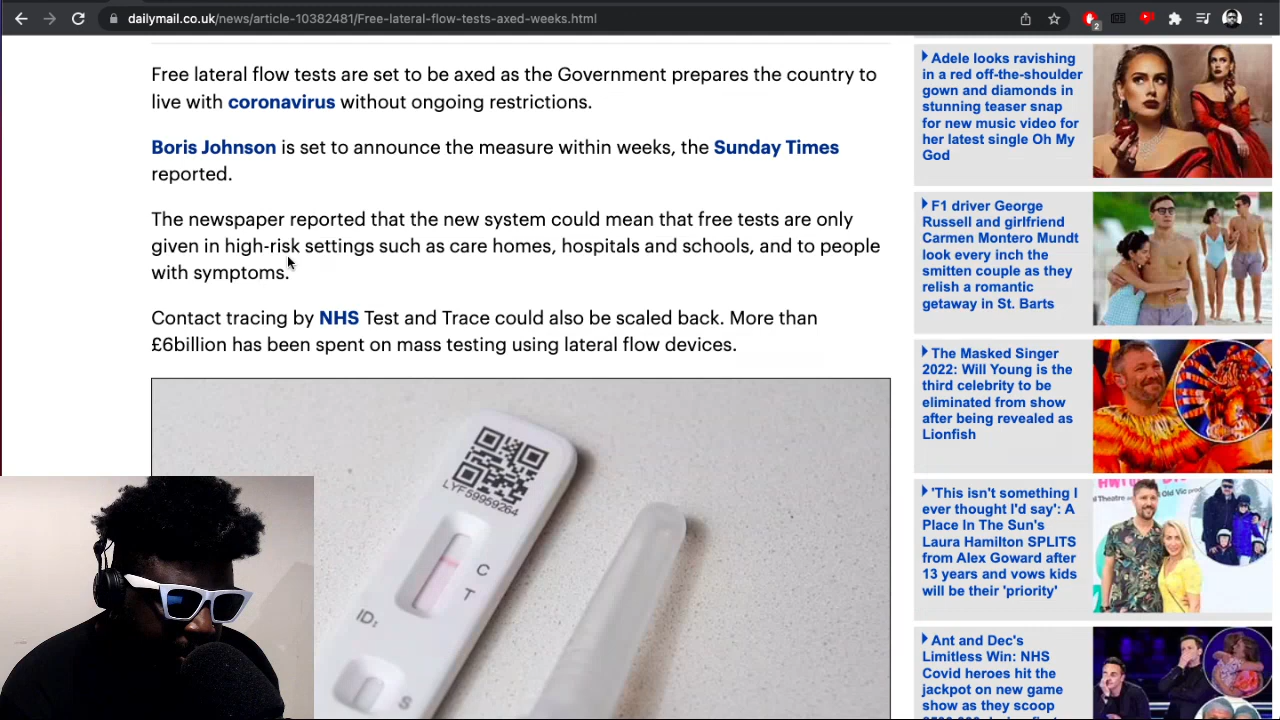 dailymail.co.uk/news/article-10382481/Free-lateral-flow-tests-axed-weeks.html
2
Free lateral flow tests are set to be axed as the Government prepares the country to
live with coronavirus without ongoing restrictions.
Boris Johnson is set to announce the measure within weeks, the Sunday Times
reported.
The newspaper reported that the new system could mean that free tests are only
given in high-risk settings such as care homes, hospitals and schools, and to people
with symptoms.
Contact tracing by NHS Test and Trace could also be scaled back. More than
£6billion has been spent on mass testing using lateral flow devices.
LYF59959264
C
T
ID:
S
Adele looks ravishing
in a red off-the-shoulder
gown and diamonds in
stunning teaser snap
for new music video for
her latest single Oh My
God
F1 driver George
Russell and girlfriend
Carmen Montero Mundt
look every inch the
smitten couple as they
relish a romantic
getaway in St. Barts
The Masked Singer
2022: Will Young is the
third celebrity to be
eliminated from show
after being revealed as
Lionfish
'This isn't something I
ever thought I'd say': A
Place In The Sun's
Laura Hamilton SPLITS
from Alex Goward after
13 years and vows kids
will be their 'priority'
Ant and Dec's
Limitless Win: NHS
Covid heroes hit the
jackpot on new game
show as they scoop